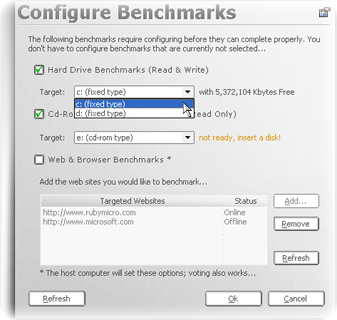 Configure Benchmarks
The following benchmarks require configuring before they can complete properly. You
don't have to configure benchmarks that are currently not selected...
Hard Drive Benchmarks (Read & Write)
Target: c: (fixed type) with 5,372,104 Kbytes Free
c: (fixed type)
d: (fixed type)
Cd-Ro ead Only)
Target: e: (cd-rom type) not ready, insert a disk!
Web & Browser Benchmarks *
Add the web sites you would like to benchmark...
Targeted Websites Status Add...
http://www.rubymicro.com Online
http://www.microsoft.com Offline
Remove
Refresh
* The host computer will set these options; voting also works...
Refresh Ok Cancel